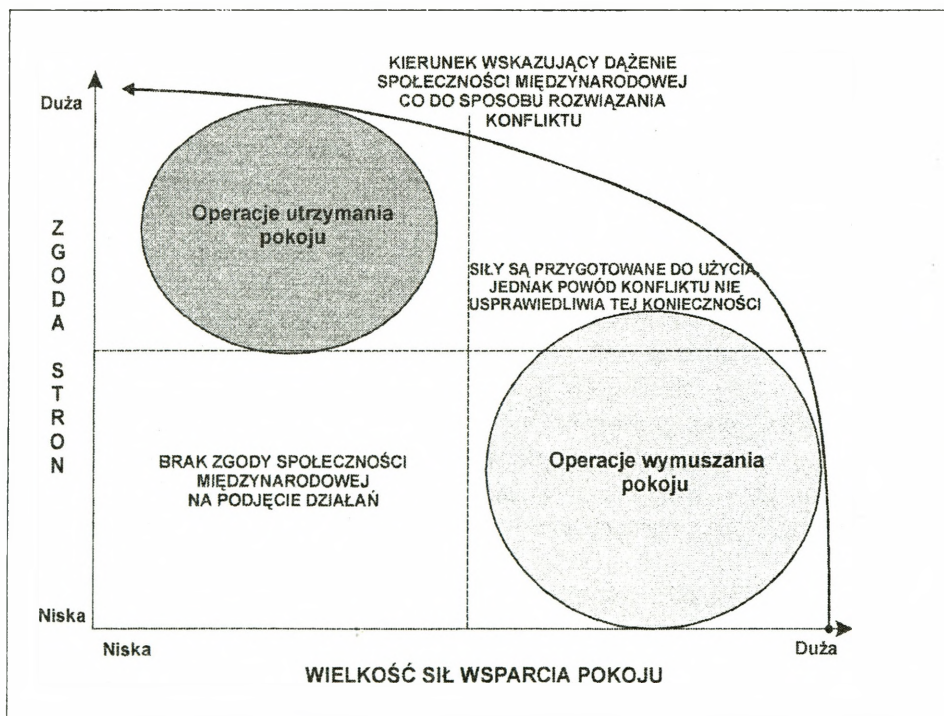 KIERUNEK WSKAZUJĄCY DĄŻENIE
SPOŁECZNOŚCI MIĘDZYNARODOWEJ
CO DO SPOSOBU ROZWIĄZANIA
KONFLIKTU
Duża
Z
G
O
D
A
S
T
R
O
N
Operacje utrzymania
pokoju
SIŁY SĄ PRZYGOTOWANE DO UŻYCIA,
JEDNAK POWÓD KONFLIKTU NIE
USPRAWIEDLIWIA TEJ KONIECZNOŚCI
BRAK ZGODY SPOŁECZNOŚCI
MIĘDZYNARODOWEJ
NA PODJĘCIE DZIAŁAŃ
Operacje wymuszania
pokoju
Niska
Niska
Duża
WIELKOŚĆ SIŁ WSPARCIA POKOJU